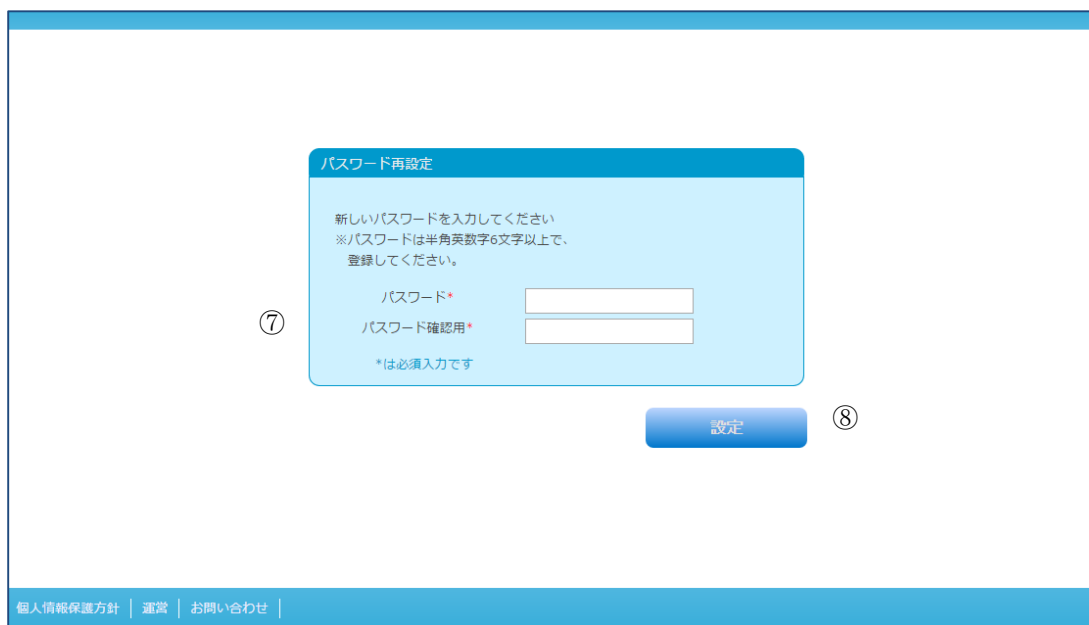 パスワード再設定
新しいパスワードを入力してください
※パスワードは半角英数字6文字以上で、
登録してください。
パスワード*
⑦
パスワード確認用*
*は必須入力です
設定
⑧
個人情報保護方針 │ 運営 │ お問い合わせ │